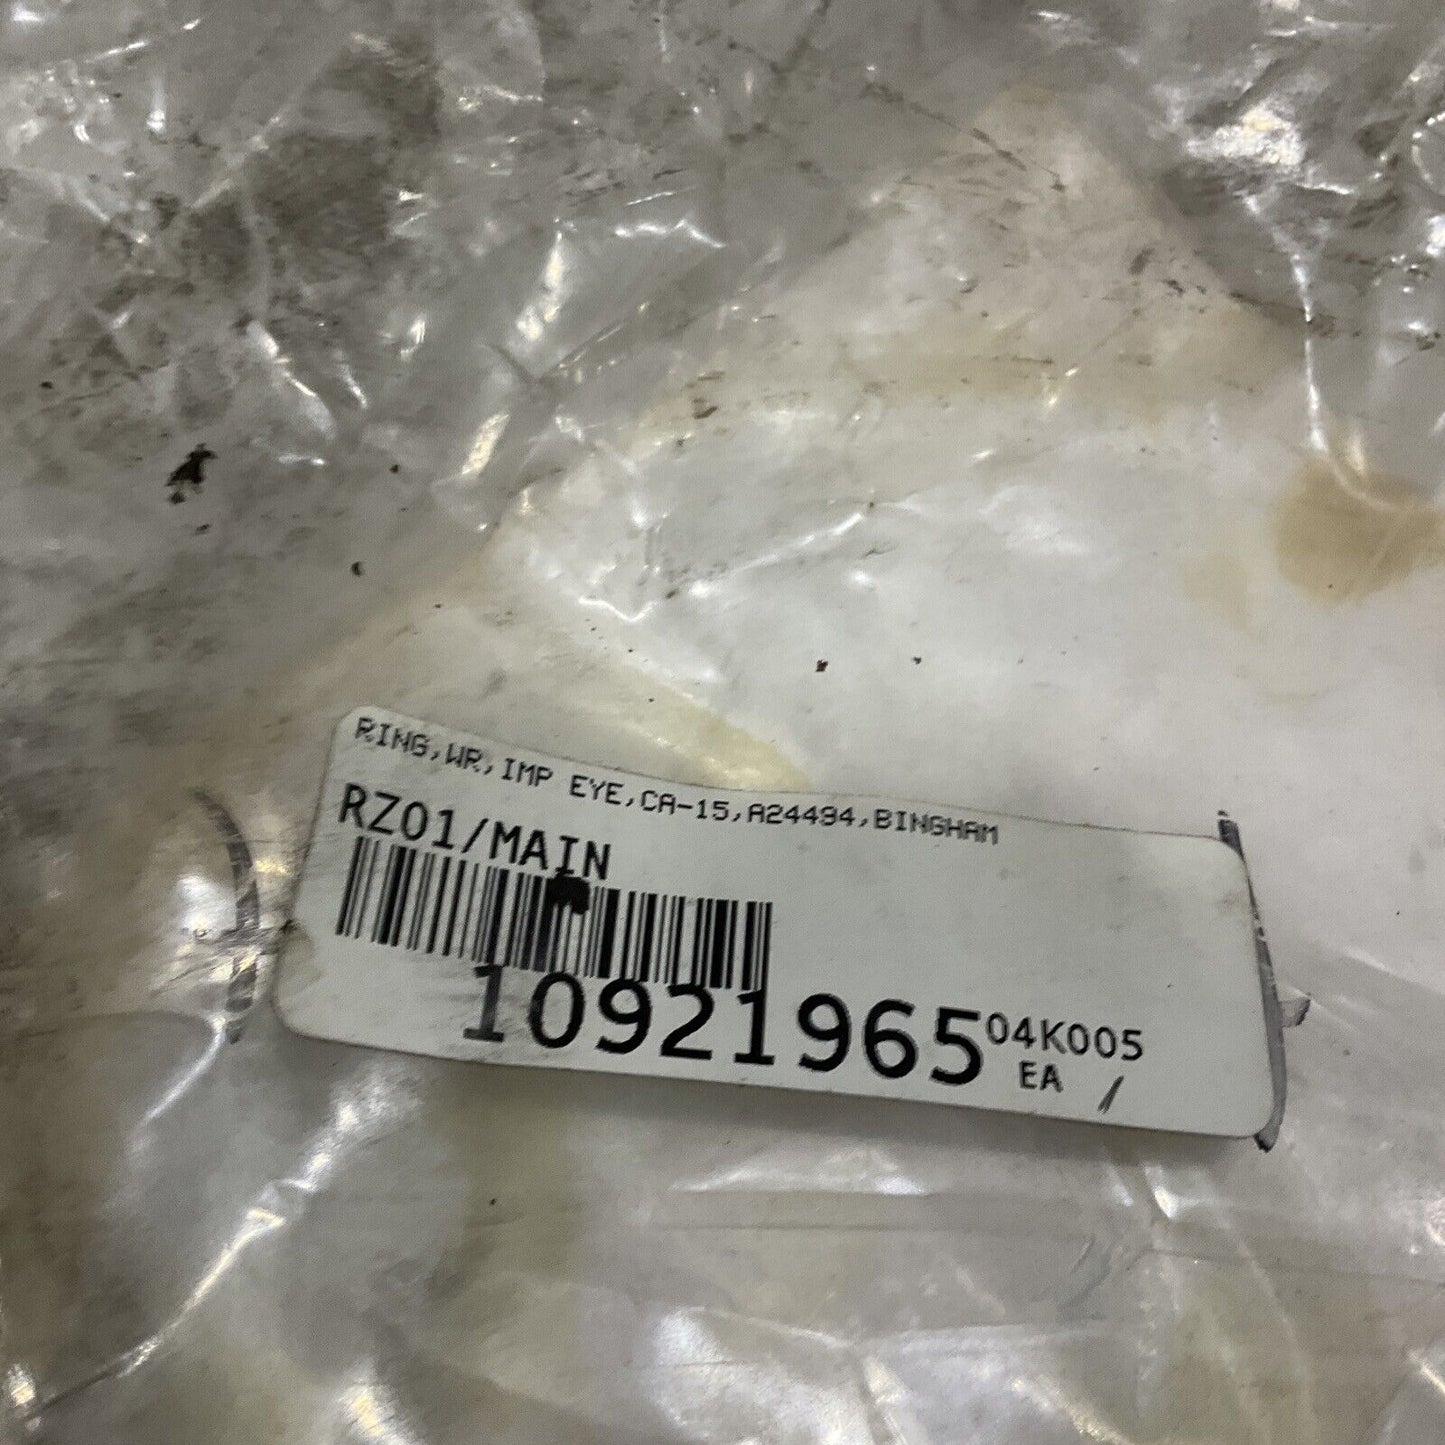 RING,WR,IMP EYE,CA-15,A24494,BINGHAM
RZ01/MAIN
10921965 04K005
EA /